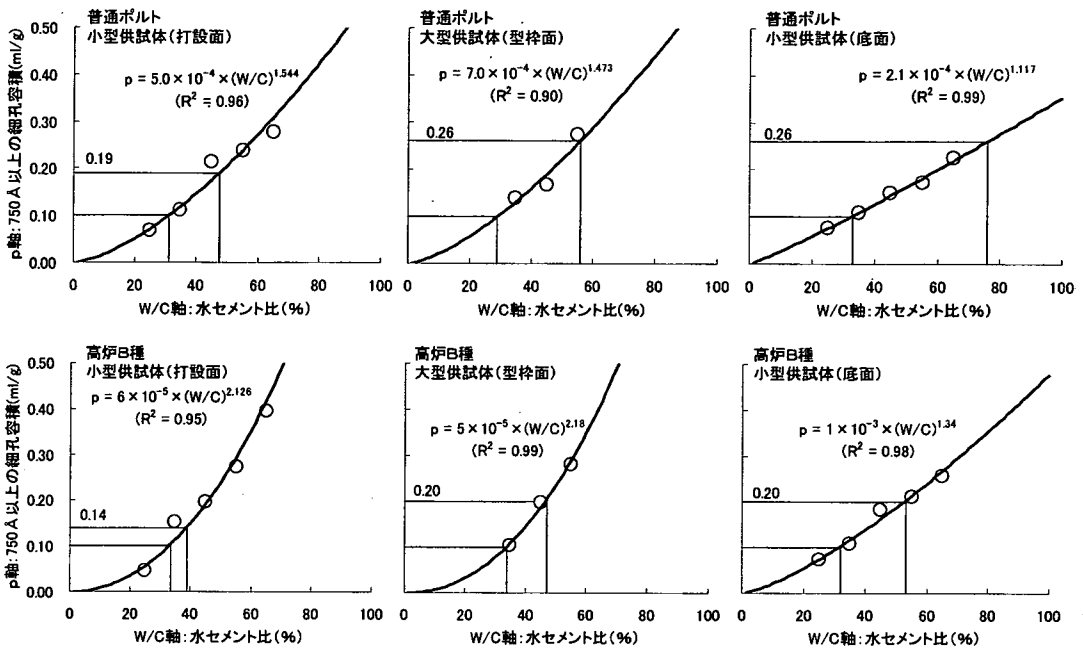 普通ポルト
小型供試体(打設面)
p = 5.0×10⁻⁴×(W/C)¹·⁵⁴⁴
(R² = 0.96)
0.19
0.50
0.40
0.30
0.20
0.10
0.00
p軸:750Å以上の細孔容積(ml/g)
0 20 40 60 80 100
W/C軸:水セメント比(%)
普通ポルト
大型供試体(型枠面)
p = 7.0×10⁻⁴×(W/C)¹·⁴⁷³
(R² = 0.90)
0.26
0 20 40 60 80 100
W/C軸:水セメント比(%)
普通ポルト
小型供試体(底面)
p = 2.1×10⁻⁴×(W/C)¹·¹¹⁷
(R² = 0.99)
0.26
0 20 40 60 80 100
W/C軸:水セメント比(%)
高炉B種
小型供試体(打設面)
p = 6×10⁻⁵×(W/C)²·¹²⁶
(R² = 0.95)
0.14
0.50
0.40
0.30
0.20
0.10
0.00
p軸:750Å以上の細孔容積(ml/g)
0 20 40 60 80 100
W/C軸:水セメント比(%)
高炉B種
大型供試体(型枠面)
p = 5×10⁻⁵×(W/C)²·¹⁸
(R² = 0.99)
0.20
0 20 40 60 80 100
W/C軸:水セメント比(%)
高炉B種
小型供試体(底面)
p = 1×10⁻³×(W/C)¹·³⁴
(R² = 0.98)
0.20
0 20 40 60 80 100
W/C軸:水セメント比(%)